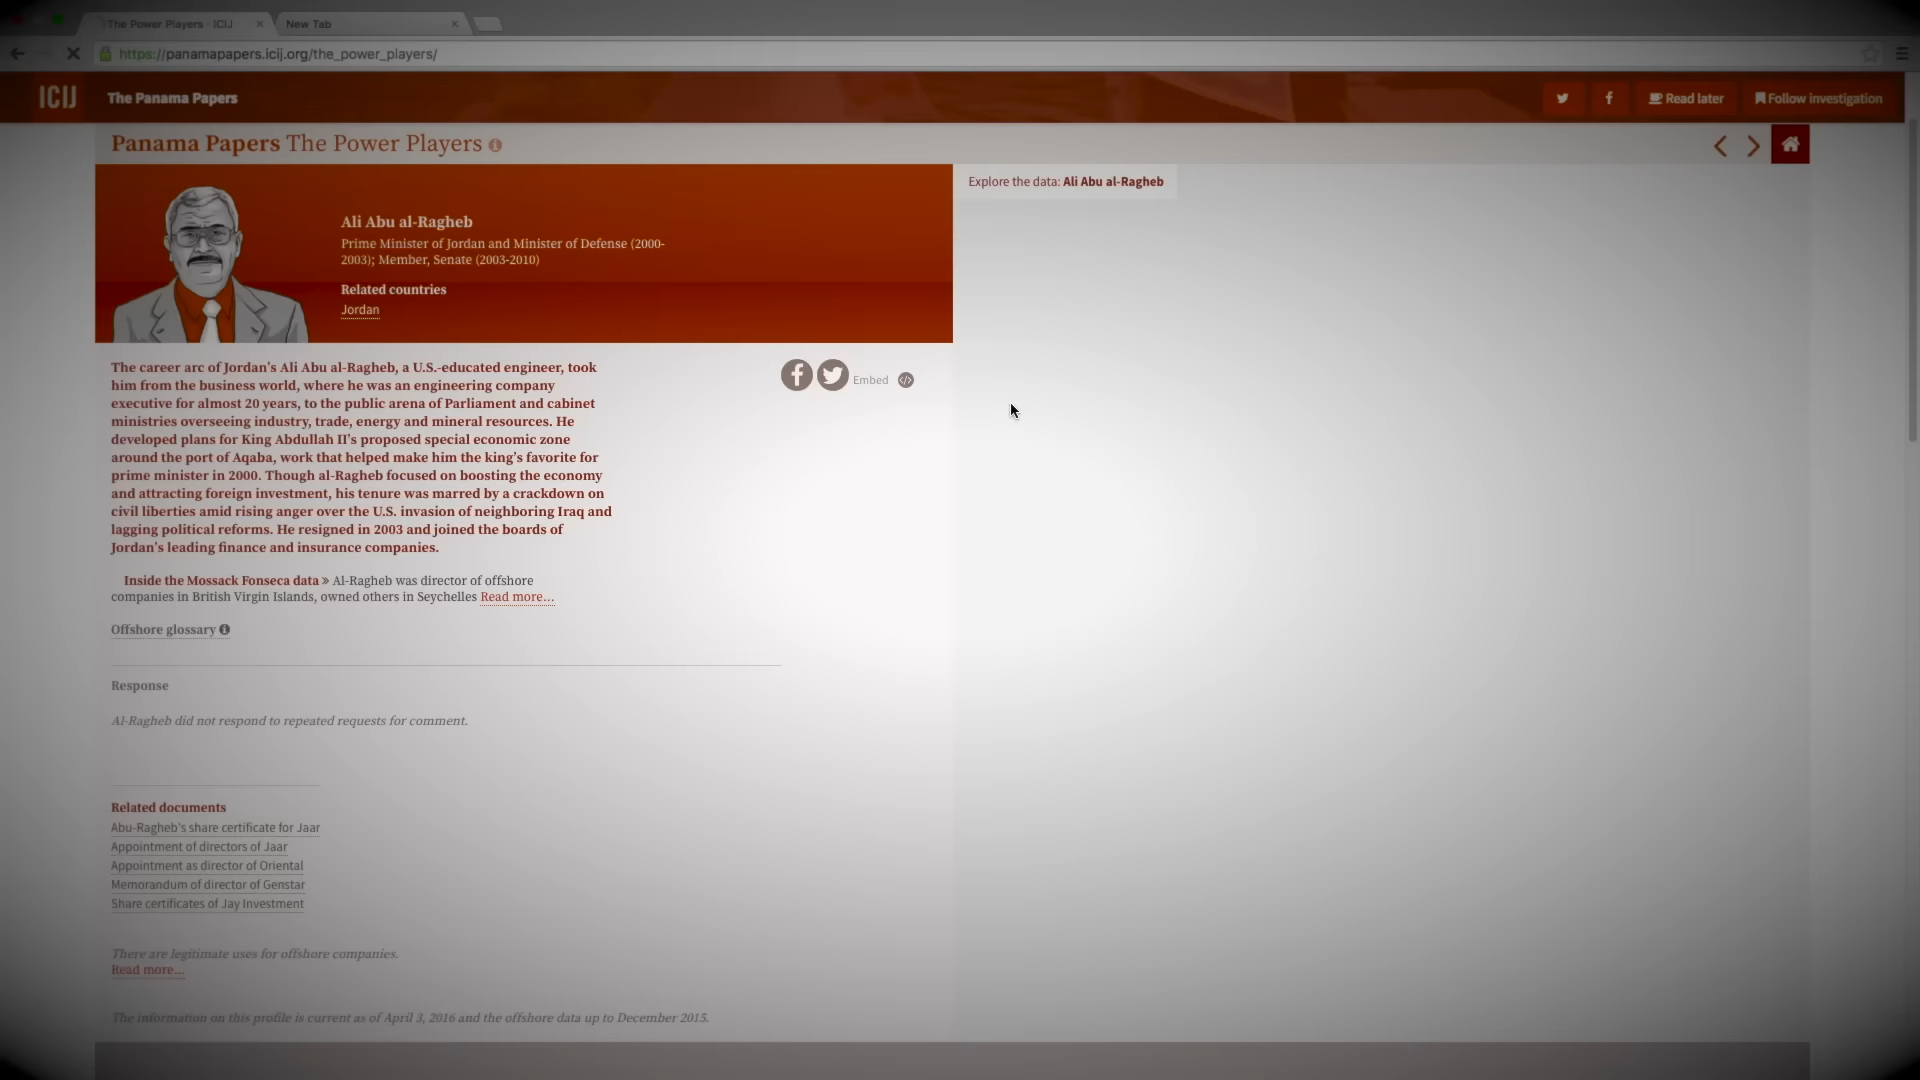 The Power Players - ICIJ
New Tab
https://panamapapers.icij.org/the_power_players/
ICIJ
The Panama Papers
Read later
Follow investigation
Panama Papers The Power Players
Explore the data: Ali Abu al-Ragheb
Ali Abu al-Ragheb
Prime Minister of Jordan and Minister of Defense (2000-
2003); Member, Senate (2003-2010)
Related countries
Jordan
The career arc of Jordan's Ali Abu al-Ragheb, a U.S.-educated engineer, took
him from the business world, where he was an engineering company
executive for almost 20 years, to the public arena of Parliament and cabinet
ministries overseeing industry, trade, energy and mineral resources. He
developed plans for King Abdullah II's proposed special economic zone
around the port of Aqaba, work that helped make him the king's favorite for
prime minister in 2000. Though al-Ragheb focused on boosting the economy
and attracting foreign investment, his tenure was marred by a crackdown on
civil liberties amid rising anger over the U.S. invasion of neighboring Iraq and
lagging political reforms. He resigned in 2003 and joined the boards of
Jordan's leading finance and insurance companies.
Embed
Inside the Mossack Fonseca data » Al-Ragheb was director of offshore
companies in British Virgin Islands, owned others in Seychelles Read more...
Offshore glossary
Response
Al-Ragheb did not respond to repeated requests for comment.
Related documents
Abu-Ragheb's share certificate for Jaar
Appointment of directors of Jaar
Appointment as director of Oriental
Memorandum of director of Genstar
Share certificates of Jay Investment
There are legitimate uses for offshore companies.
Read more...
The information on this profile is current as of April 3, 2016 and the offshore data up to December 2015.